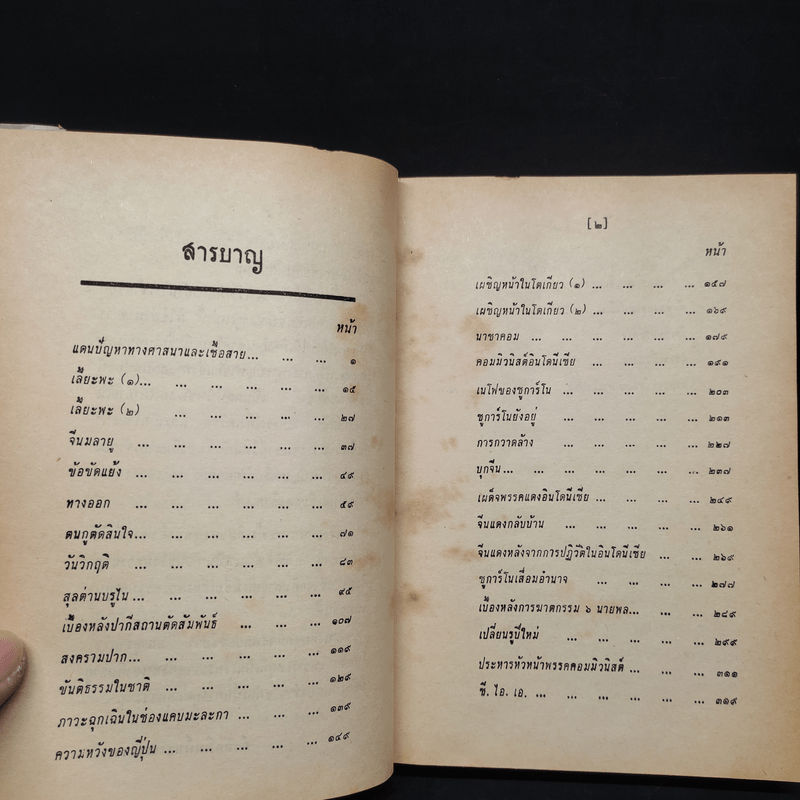 สารบาญ
หน้า
แดนปัญหาทางศาสนาและเชื้อสาย... ... ... ๑
เลี้ยะพะ (๑)... ... ... ... ... ๑๕
เลี้ยะพะ (๒) ... ... ... ... ๒๗
จีนมลายู ... ... ... ... ... ๓๗
ข้อขัดแย้ง ... ... ... ... ... ๔๙
ทางออก ... ... ... ... ... ๕๙
ตนกูตัดสินใจ... ... ... ... ... ๗๑
วันวิกฤติ ... ... ... ... ... ๘๓
สุลต่านบรูไน... ... ... ... ... ๙๕
เบื้องหลังปากีสถานตัดสัมพันธ์ ... ... ... ๑๐๗
สงครามปาก... ... ... ... ... ๑๑๙
ขันติธรรมในชาติ ... ... ... ... ๑๒๙
ภาวะฉุกเฉินในช่องแคบมะละกา ... ... ... ๑๓๙
ความหวังของญี่ปุ่น ... ... ... ... ... ๑๔๙
[๒]
หน้า
เผชิญหน้าในโตเกียว (๑) ... ... ... ... ๑๕๗
เผชิญหน้าในโตเกียว (๒) ... ... ... ... ๑๖๙
นาซาคอม ... ... ... ... ... ๑๗๙
คอมมิวนิสต์อินโดนีเซีย ... ... ... ... ๑๙๑
เนโฟของซูการ์โน ... ... ... ... ... ๒๐๓
ซูการ์โนยังอยู่ ... ... ... ... ๒๑๓
การกวาดล้าง ... ... ... ... ๒๒๗
บุกจีน... ... ... ... ... ๒๓๗
เผด็จพรรคแดงอินโดนีเซีย ... ... ... ... ๒๔๙
จีนแดงกลับบ้าน ... ... ... ... ๒๖๑
จีนแดงหลังจากการปฏิวัติในอินโดนีเซีย ... ... ๒๖๙
ซูการ์โนเสื่อมอำนาจ ... ... ... ๒๗๗
เบื้องหลังการฆาตกรรม ๖ นายพล... ... ... ๒๘๙
เปลี่ยนรูปีใหม่ ... ... ... ... ๒๙๙
ประหารหัวหน้าพรรคคอมมิวนิสต์... ... ... ๓๑๑
ซี. ไอ. เอ. ... ... ... ... ... ๓๑๙